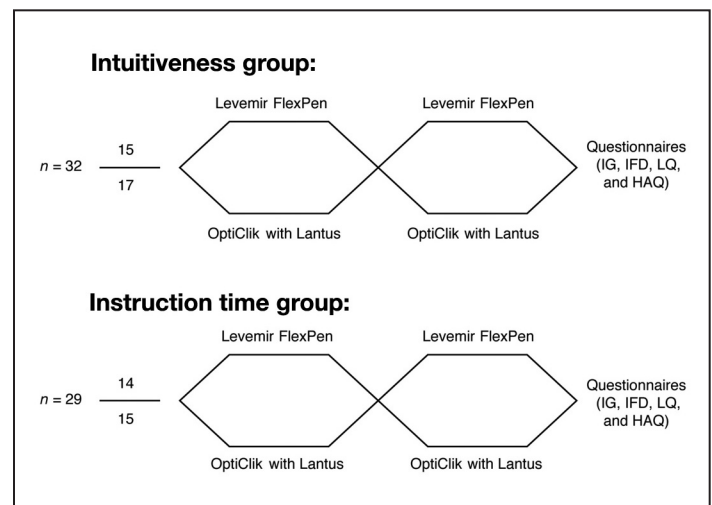 Intuitiveness group:
Levemir FlexPen
Levemir FlexPen
n = 32
15
17
Questionnaires
(IG, IFD, LQ,
and HAQ)
OptiClik with Lantus
OptiClik with Lantus
Instruction time group:
Levemir FlexPen
Levemir FlexPen
n = 29
14
15
Questionnaires
(IG, IFD, LQ,
and HAQ)
OptiClik with Lantus
OptiClik with Lantus